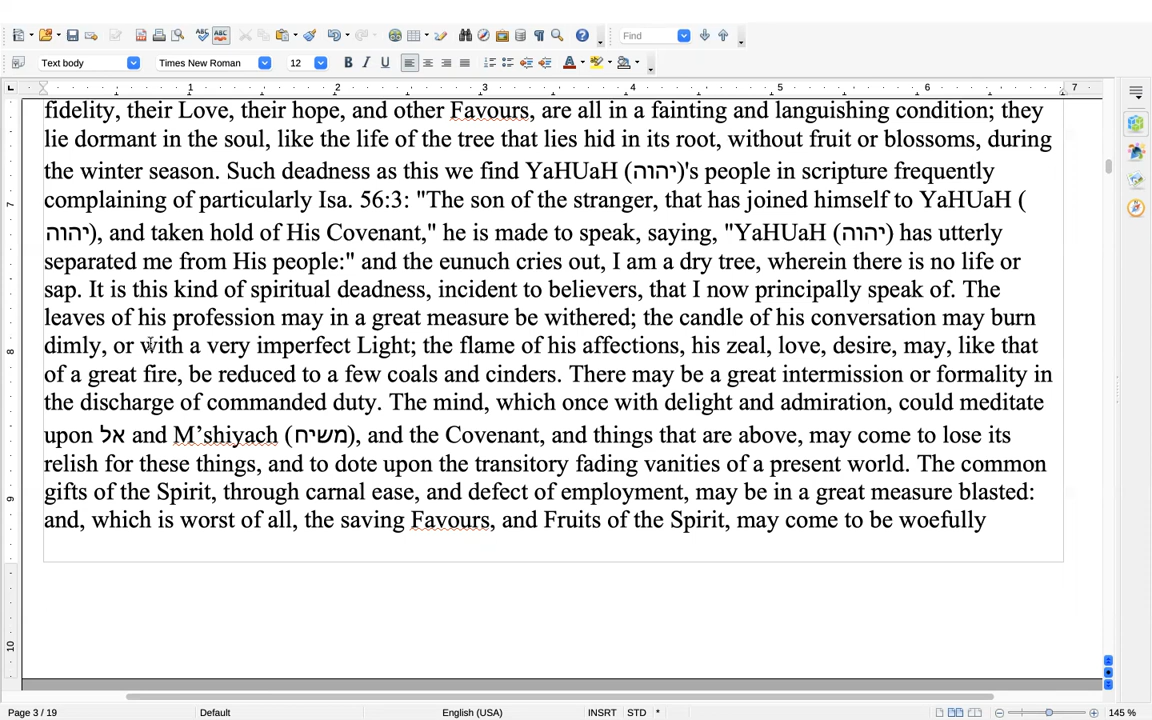 Find
Text body
Times New Roman
12
1 2 3 4 5 6 7
fidelity, their Love, their hope, and other Favours, are all in a fainting and languishing condition; they
lie dormant in the soul, like the life of the tree that lies hid in its root, without fruit or blossoms, during
the winter season. Such deadness as this we find YaHUaH (יהוה)'s people in scripture frequently
complaining of particularly Isa. 56:3: "The son of the stranger, that has joined himself to YaHUaH (
יהוה), and taken hold of His Covenant," he is made to speak, saying, "YaHUaH (יהוה) has utterly
separated me from His people:" and the eunuch cries out, I am a dry tree, wherein there is no life or
sap. It is this kind of spiritual deadness, incident to believers, that I now principally speak of. The
leaves of his profession may in a great measure be withered; the candle of his conversation may burn
dimly, or with a very imperfect Light; the flame of his affections, his zeal, love, desire, may, like that
of a great fire, be reduced to a few coals and cinders. There may be a great intermission or formality in
the discharge of commanded duty. The mind, which once with delight and admiration, could meditate
upon אל and M’shiyach (משיח), and the Covenant, and things that are above, may come to lose its
relish for these things, and to dote upon the transitory fading vanities of a present world. The common
gifts of the Spirit, through carnal ease, and defect of employment, may be in a great measure blasted:
and, which is worst of all, the saving Favours, and Fruits of the Spirit, may come to be woefully
7
8
9
10
Page 3 / 19
Default
English (USA)
INSRT
STD
*
145 %